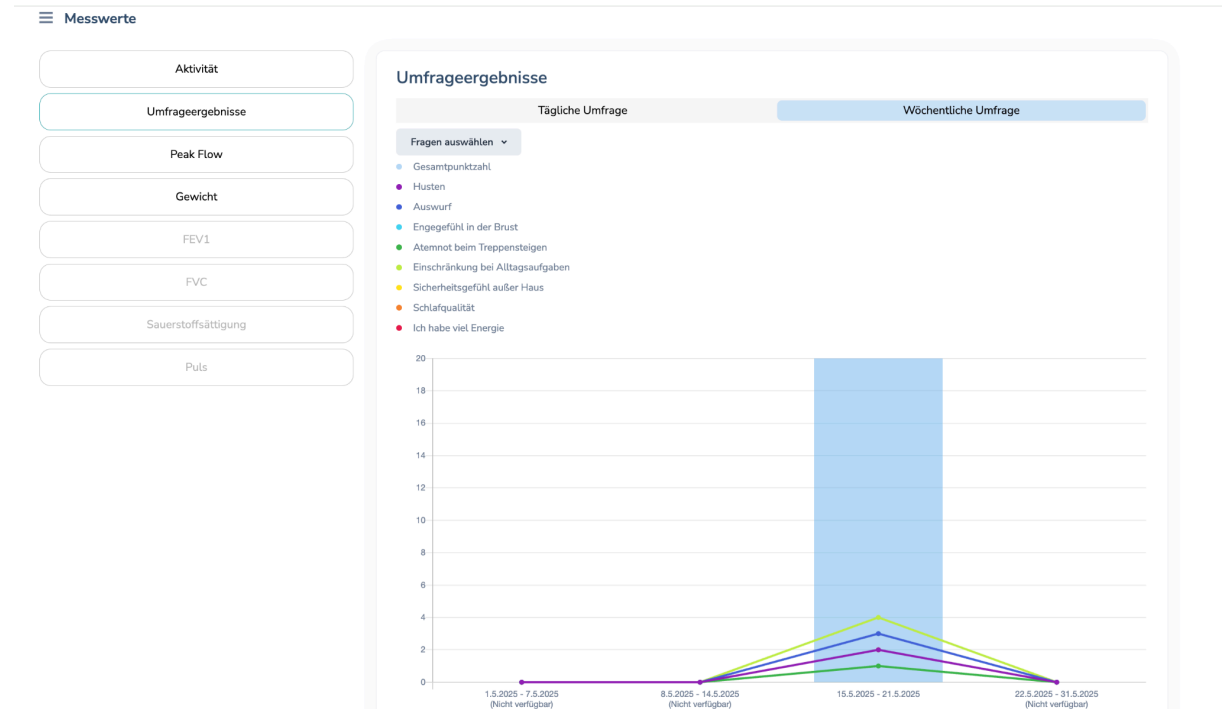 Messwerte
Aktivität
Umfrageergebnisse
Peak Flow
Gewicht
FEV1
FVC
Sauerstoffsättigung
Puls
Umfrageergebnisse
Tägliche Umfrage
Wöchentliche Umfrage
Fragen auswählen
Gesamtpunktzahl
Husten
Auswurf
Engegefühl in der Brust
Atemnot beim Treppensteigen
Einschränkung bei Alltagsaufgaben
Sicherheitsgefühl außer Haus
Schlafqualität
Ich habe viel Energie
20
18
16
14
12
10
8
6
4
2
0
1.5.2025 - 7.5.2025
(Nicht verfügbar)
8.5.2025 - 14.5.2025
(Nicht verfügbar)
15.5.2025 - 21.5.2025
22.5.2025 - 31.5.2025
(Nicht verfügbar)